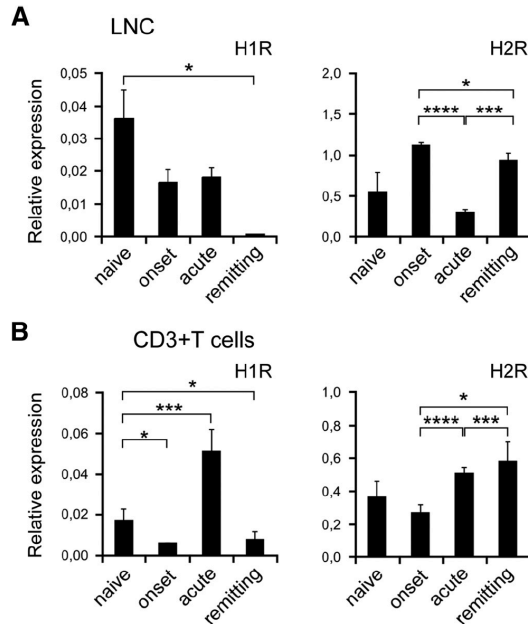 A
LNC
H1R
H2R
Relative expression
0,05
0,04
0,03
0,02
0,01
0,00
*
naive
onset
acute
remitting
2,0
1,5
1,0
0,5
0,0
*
**** ***
naive
onset
acute
remitting
B
CD3+T cells
H1R
H2R
Relative expression
0,08
0,06
0,04
0,02
0,00
*
***
*
naive
onset
acute
remitting
1,0
0,8
0,6
0,4
0,2
0,0
*
**** ***
naive
onset
acute
remitting